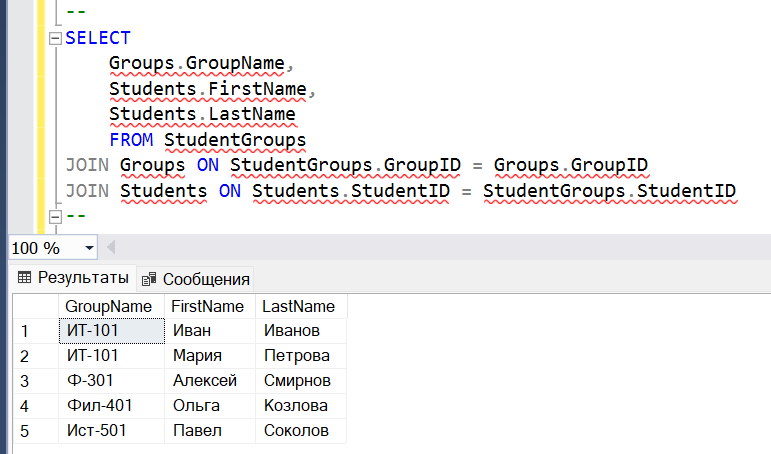 --
SELECT
Groups.GroupName,
Students.FirstName,
Students.LastName
FROM StudentGroups
JOIN Groups ON StudentGroups.GroupID = Groups.GroupID
JOIN Students ON Students.StudentID = StudentGroups.StudentID
--
100 %
Результаты Сообщения
GroupName FirstName LastName
1 ИТ-101 Иван Иванов
2 ИТ-101 Мария Петрова
3 Ф-301 Алексей Смирнов
4 Фил-401 Ольга Козлова
5 Ист-501 Павел Соколов